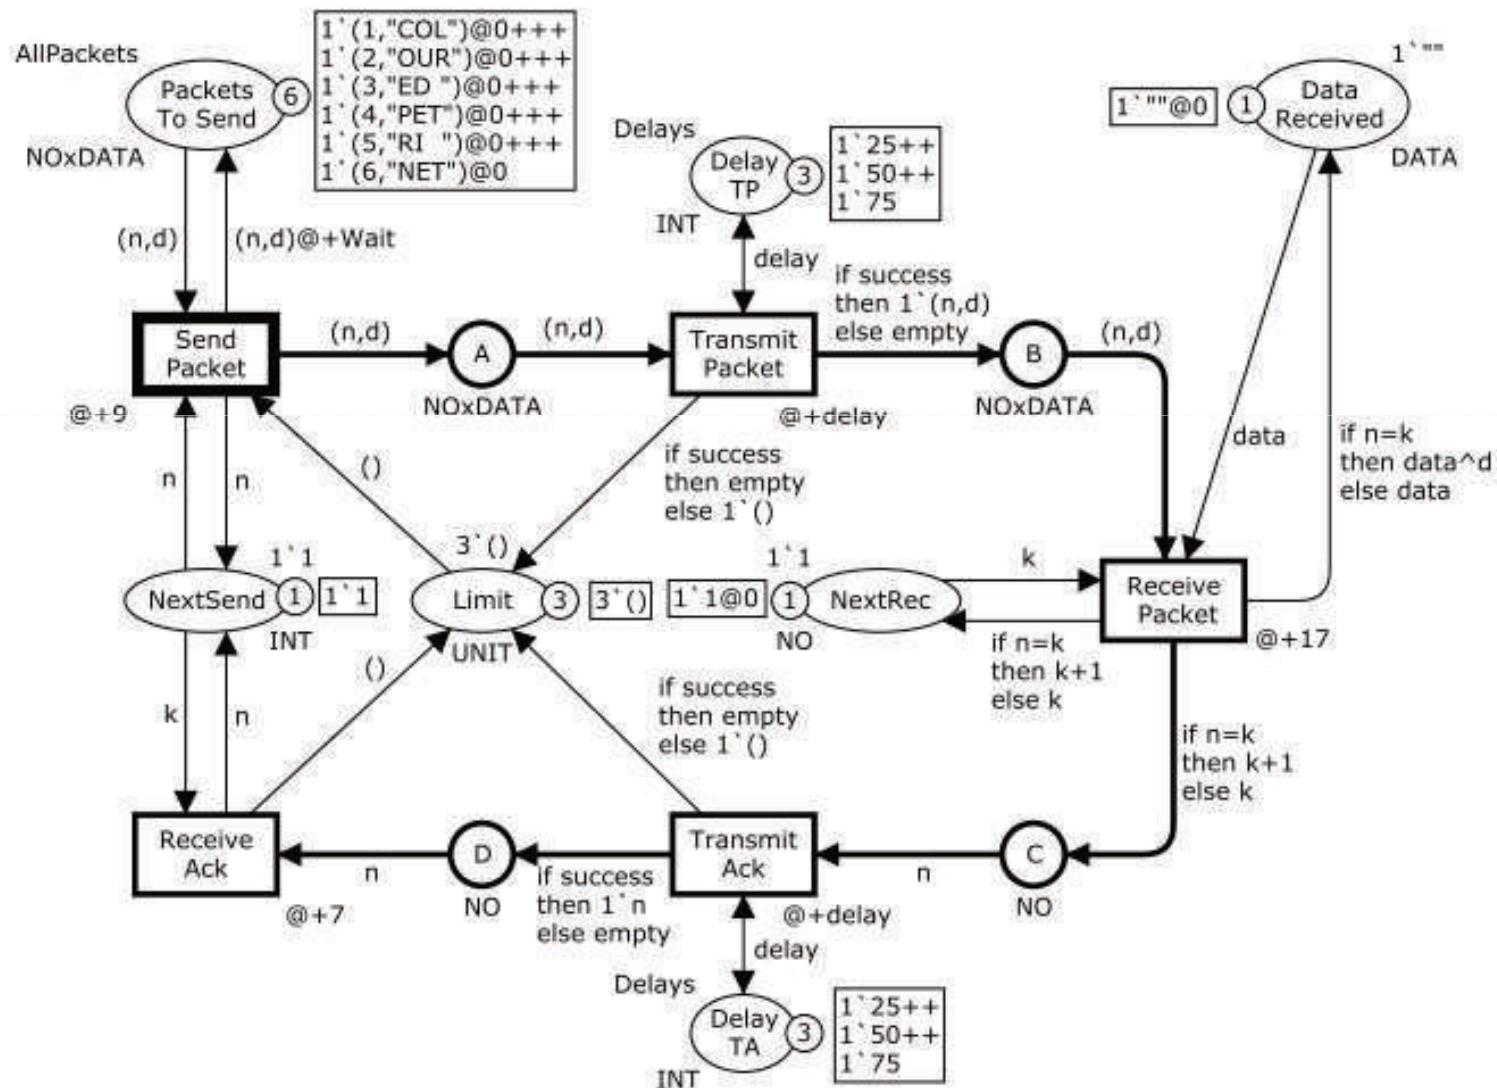 AllPackets
Packets
To Send
6
1`(1,"COL")@0+++
1`(2,"OUR")@0+++
1`(3,"ED ")@0+++
1`(4,"PET")@0+++
1`(5,"RI  ")@0+++
1`(6,"NET")@0
NOxDATA
Delays
Delay
TP
3
1`25++
1`50++
1`75
INT
1`""
1`""@0
1
Data
Received
DATA
(n,d)
(n,d)@+Wait
delay
if success
then 1`(n,d)
else empty
Send
Packet
@+9
(n,d)
A
NOxDATA
(n,d)
Transmit
Packet
@+delay
B
NOxDATA
(n,d)
data
if n=k
then data^d
else data
n
n
()
if success
then empty
else 1`()
1`1
NextSend
1
1`1
INT
3`()
Limit
3
3`()
UNIT
1`1@0
1`1
1
NextRec
NO
k
if n=k
then k+1
else k
Receive
Packet
@+17
k
n
()
if success
then empty
else 1`()
if n=k
then k+1
else k
Receive
Ack
@+7
n
D
NO
if success
then 1`n
else empty
Transmit
Ack
@+delay
n
C
NO
delay
Delays
Delay
TA
3
1`25++
1`50++
1`75
INT